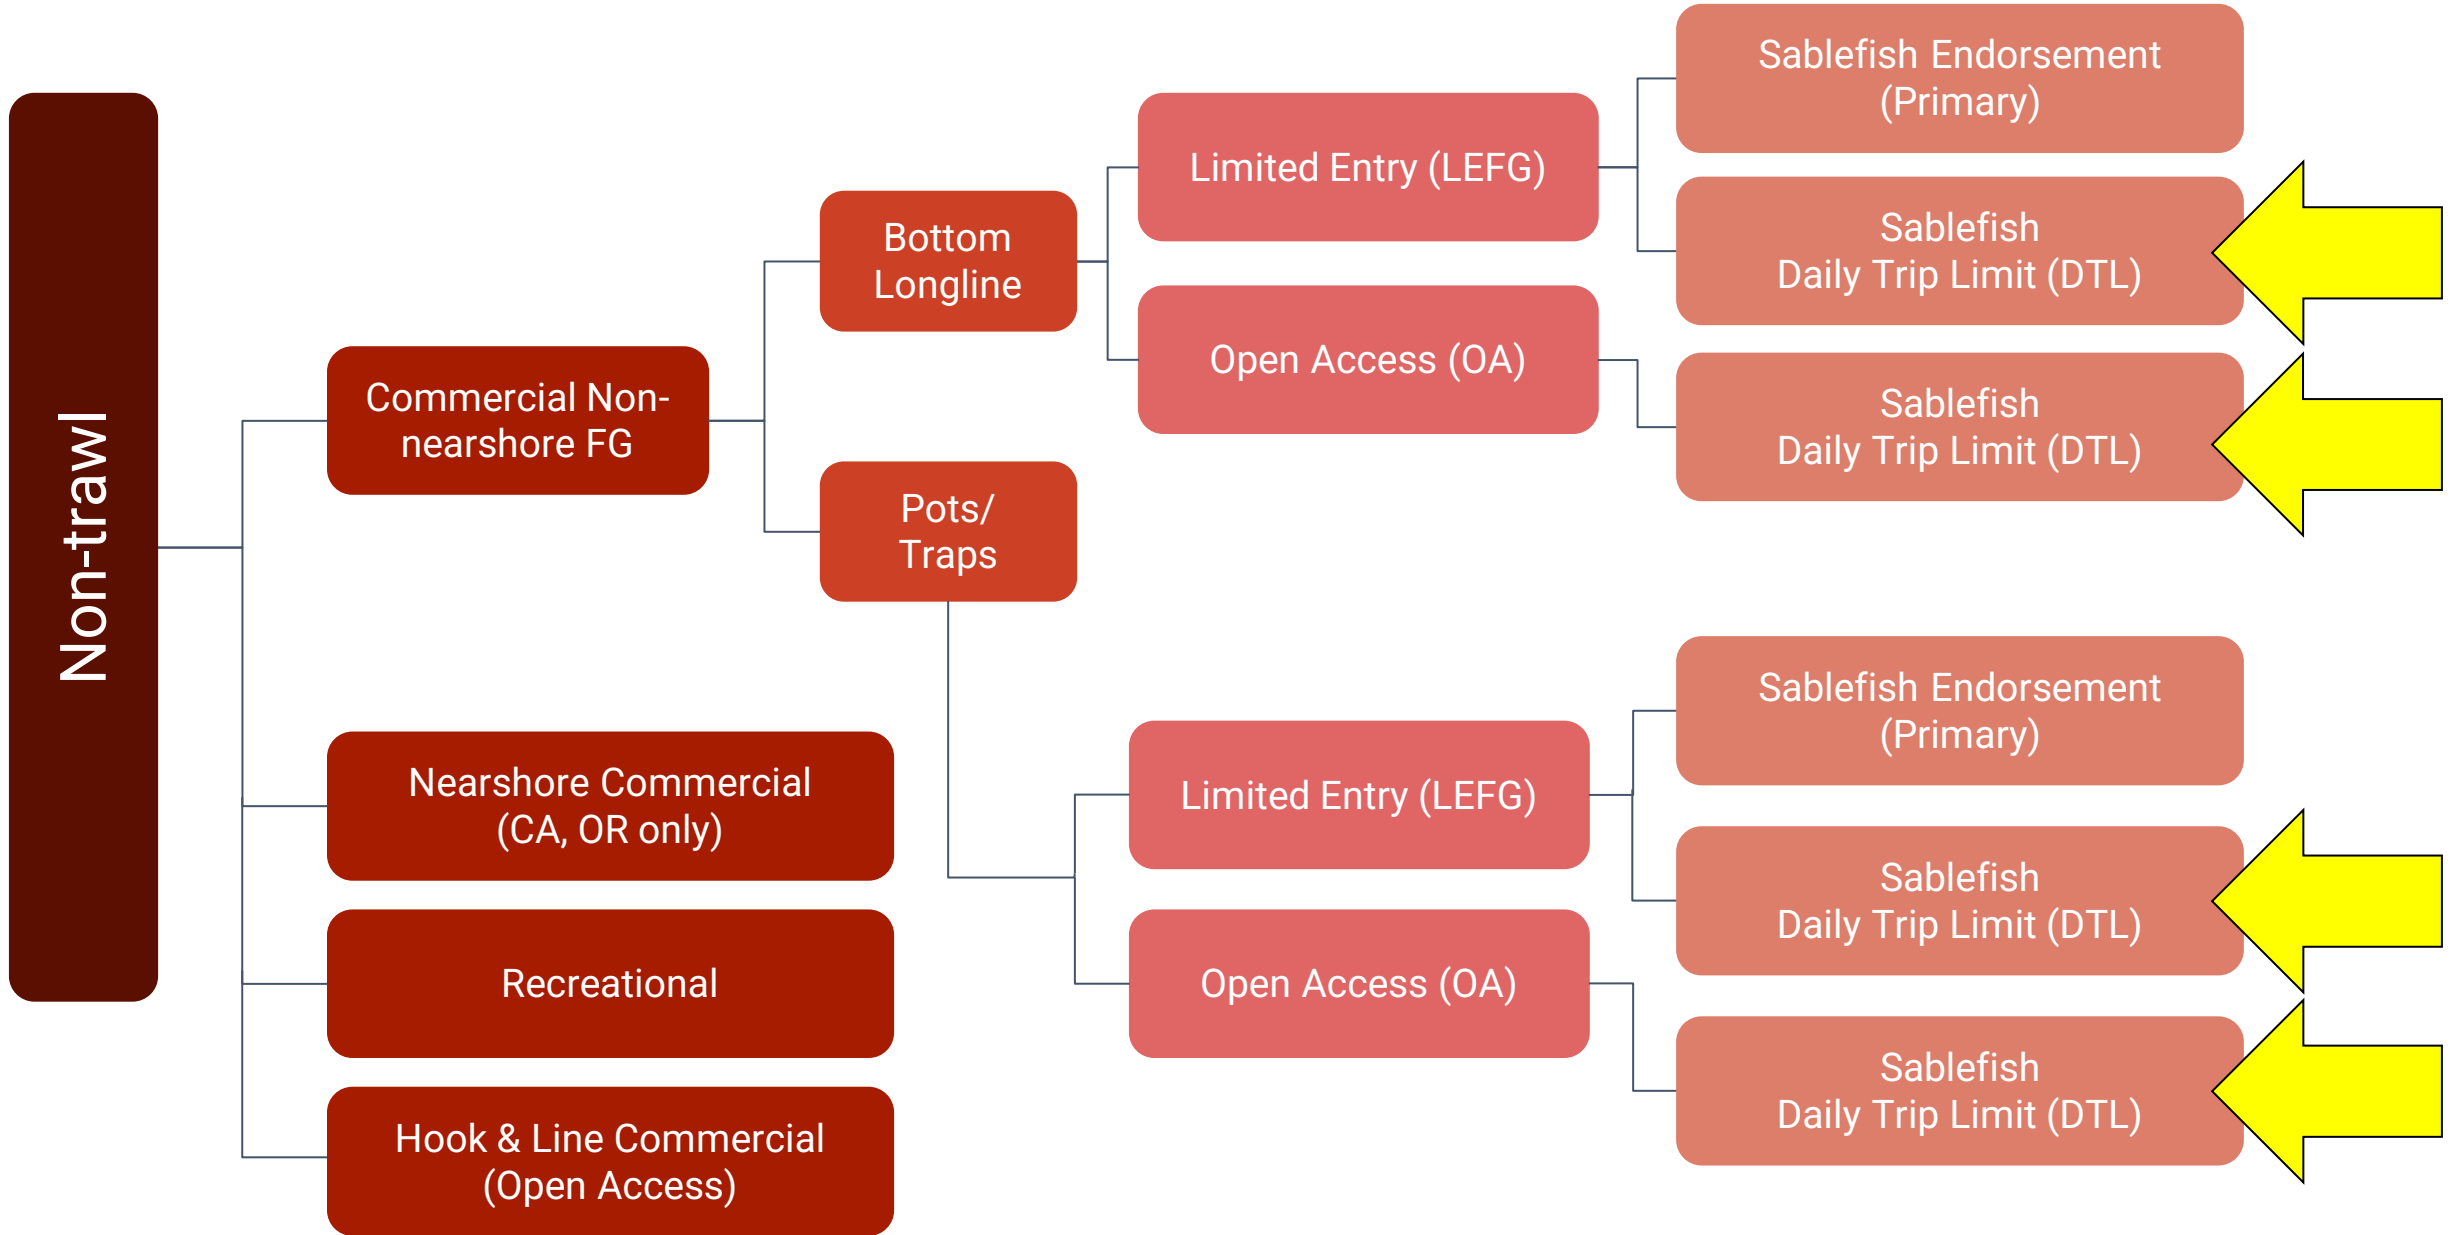 Non-trawl
Commercial Non-
nearshore FG
Nearshore Commercial
(CA, OR only)
Recreational
Hook & Line Commercial
(Open Access)
Bottom
Longline
Pots/
Traps
Limited Entry (LEFG)
Open Access (OA)
Limited Entry (LEFG)
Open Access (OA)
Sablefish Endorsement
(Primary)
Sablefish
Daily Trip Limit (DTL)
Sablefish
Daily Trip Limit (DTL)
Sablefish Endorsement
(Primary)
Sablefish
Daily Trip Limit (DTL)
Sablefish
Daily Trip Limit (DTL)